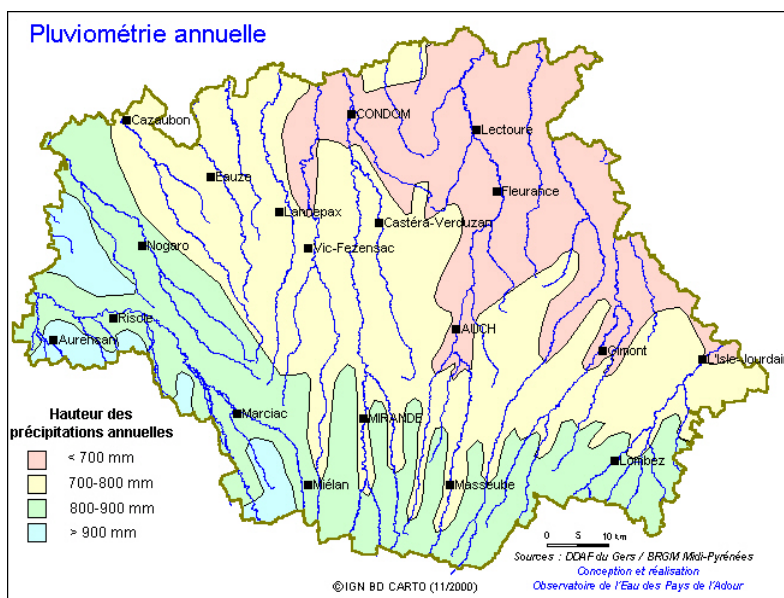 Pluviométrie annuelle
Cazaubon
CONDOM
Lectoure
Eauze
Fleurance
Lannepax
Castéra-Verduzan
Nogaro
Vic-Fezensac
Riscle
AUCH
Aurensan
Gimont
L'Isle-Jourdain
Marciac
MIRANDE
Lombez
Miélan
Masseube
Hauteur des
précipitations annuelles
< 700 mm
700-800 mm
800-900 mm
> 900 mm
0 5 10 km
Sources : DDAF du Gers / BRGM Midi-Pyrénées
Conception et réalisation
©IGN BD CARTO (11/2000)
Observatoire de l'Eau des Pays de l'Adour